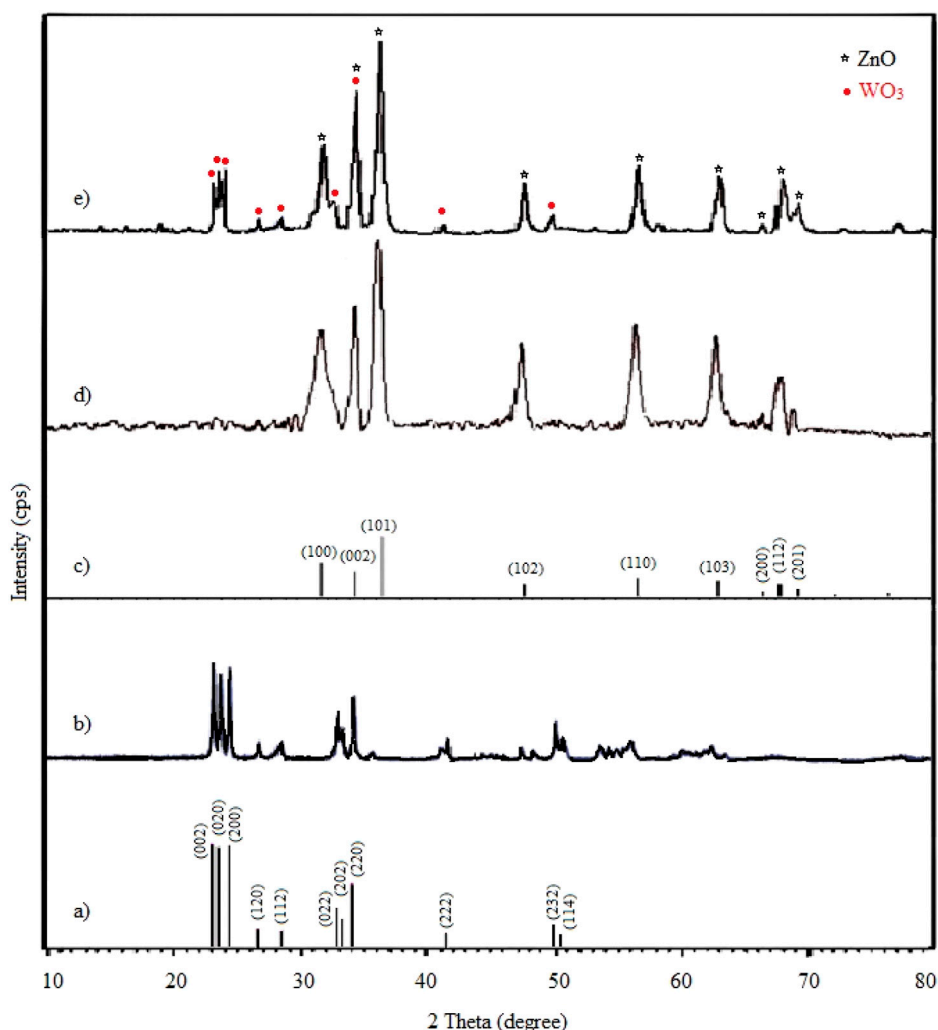 ☆ ZnO
● WO₃
e)
d)
Intensity (cps)
c)
(100)
(002)
(101)
(102)
(110)
(103)
(200)
(112)
(201)
b)
a)
(002)
(020)
(200)
(120)
(112)
(022)
(202)
(220)
(222)
(232)
(114)
10 20 30 40 50 60 70 80
2 Theta (degree)